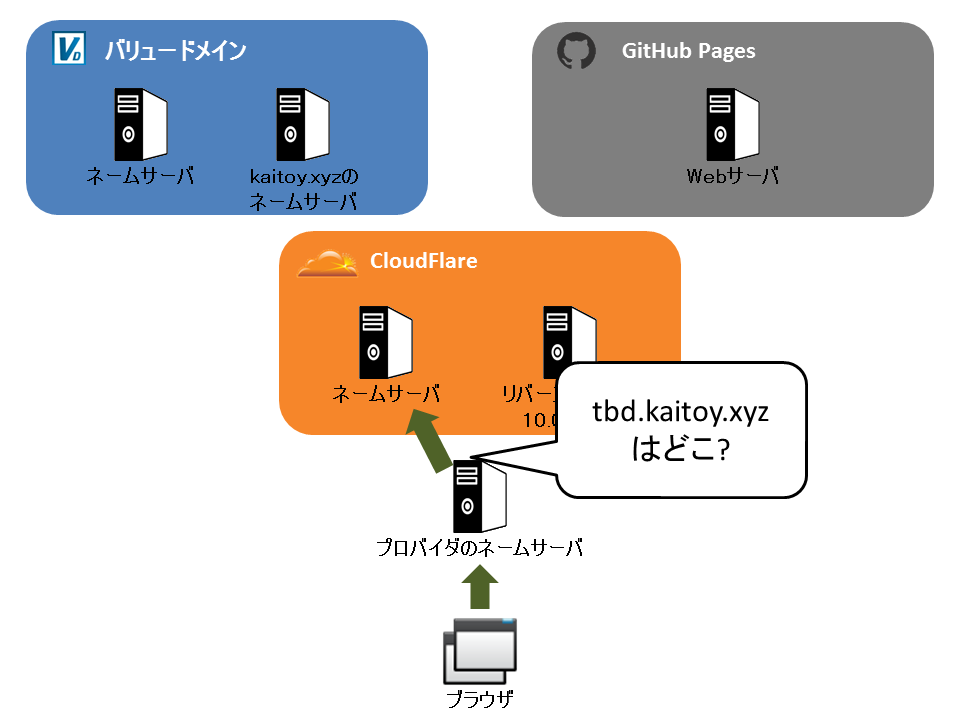 バリュードメイン
GitHub Pages
ネームサーバ
kaitoy.xyzの
ネームサーバ
Webサーバ
CloudFlare
ネームサーバ
リバー
10.
tbd.kaitoy.xyz
はどこ?
プロバイダのネームサーバ
ブラウザ